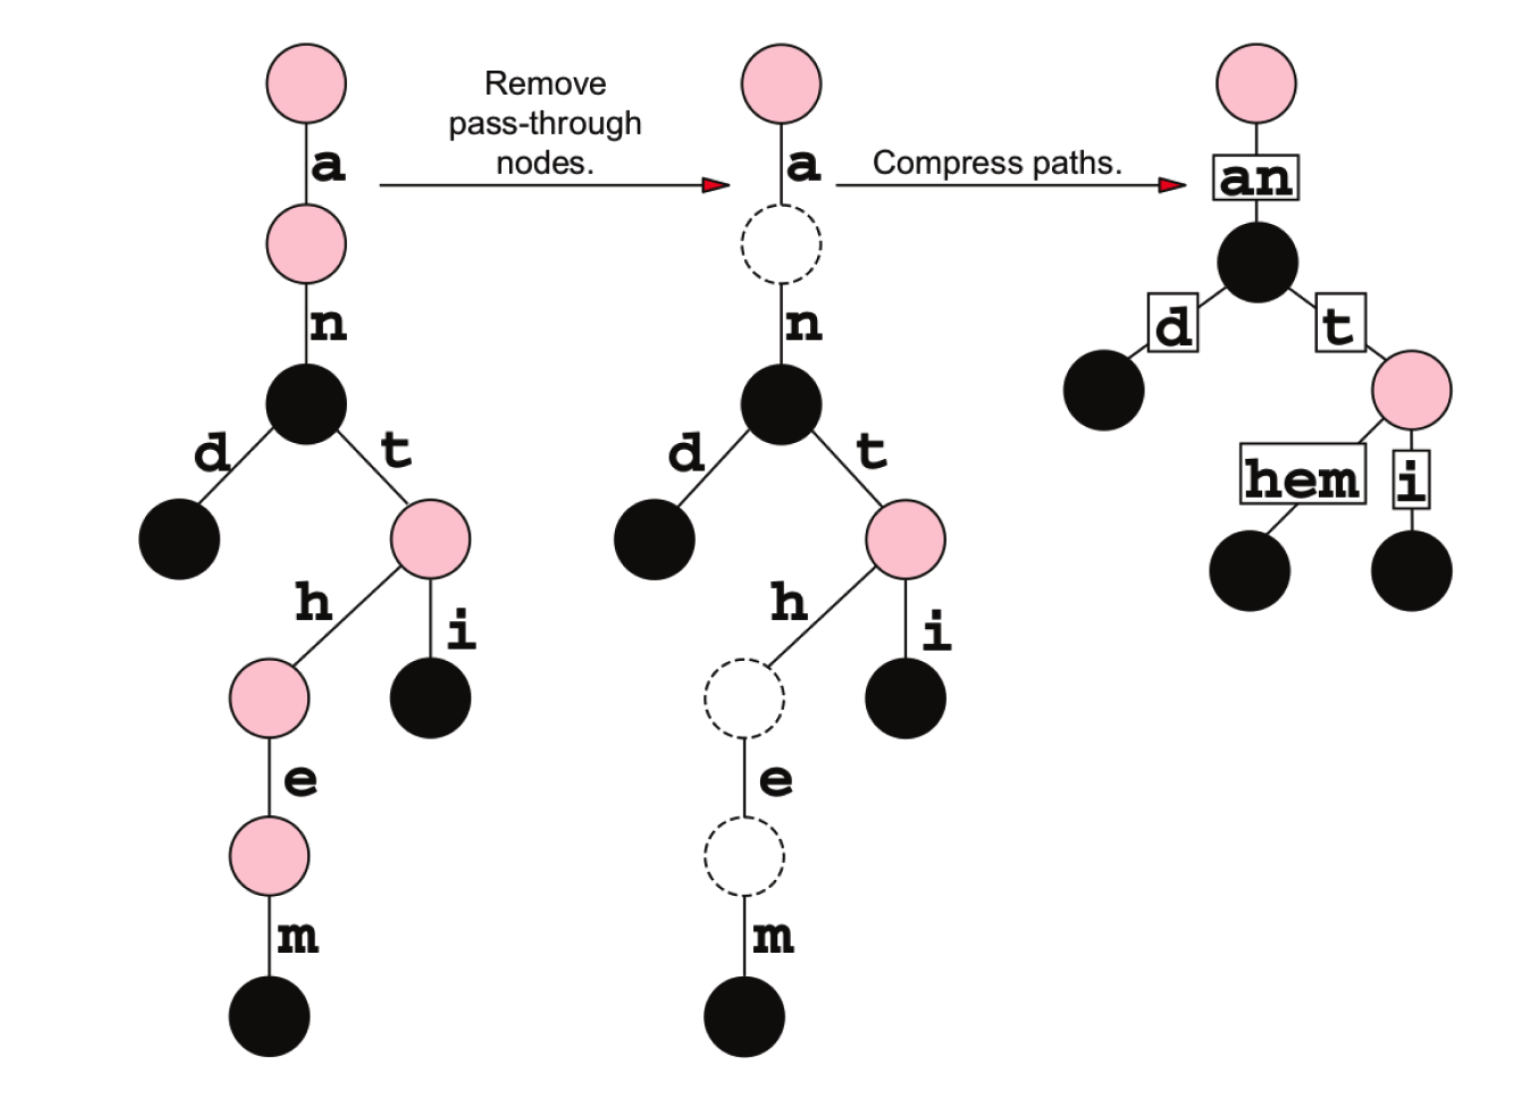 a
n
d
t
h
i
e
m
Remove
pass-through
nodes.
a
n
d
t
h
i
e
m
Compress paths.
an
d
t
hem
i